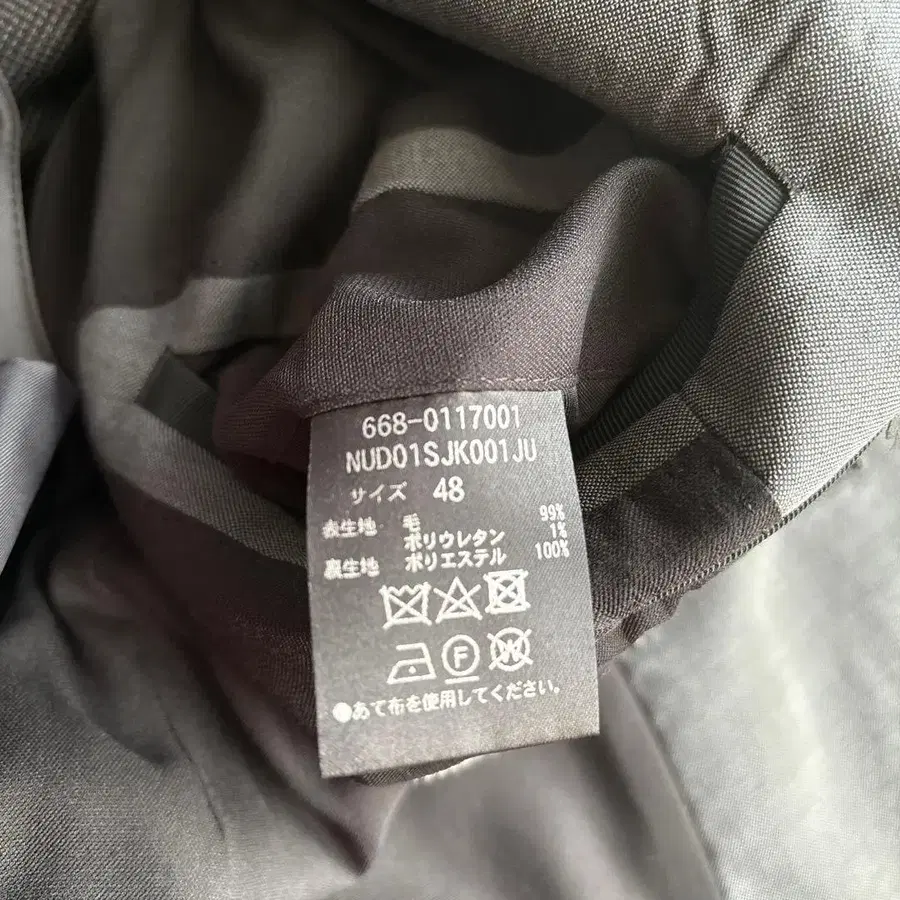 668-0117001
NUD01SJK001JU
サイズ 48
表生地 毛 99%
ポリウレタン 1%
裏生地 ポリエステル 100%
F W
●あて布を使用してください。